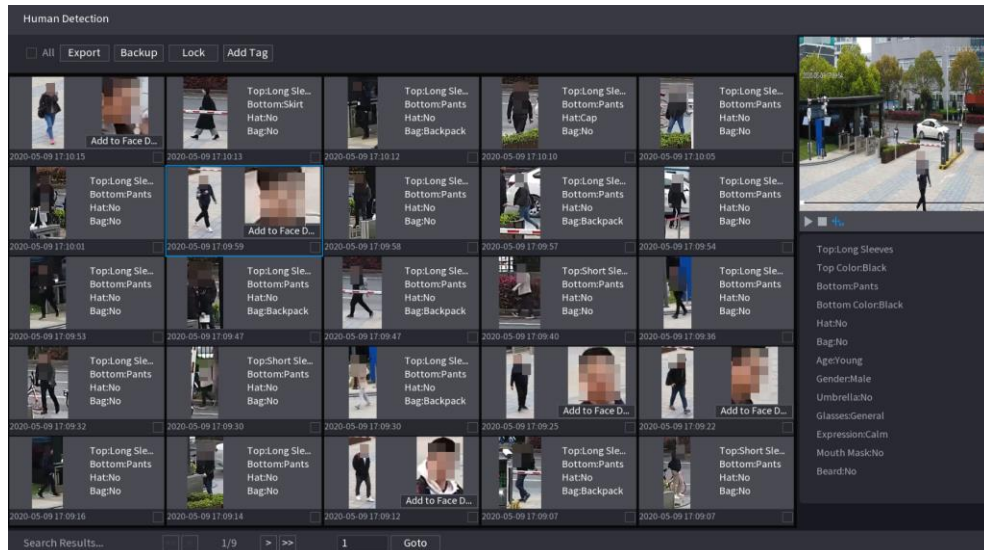 Human Detection
All Export Backup Lock Add Tag
Add to Face D...
2020-05-09 17:10:15
Top:Long Sle...
Bottom:Skirt
Hat:No
Bag:No
2020-05-09 17:10:13
Top:Long Sle...
Bottom:Pants
Hat:No
Bag:Backpack
2020-05-09 17:10:12
Top:Long Sle...
Bottom:Pants
Hat:Cap
Bag:No
2020-05-09 17:10:10
Top:Long Sle...
Bottom:Pants
Hat:No
Bag:No
2020-05-09 17:10:05
Top:Long Sle...
Bottom:Pants
Hat:No
Bag:No
2020-05-09 17:10:01
Add to Face D...
2020-05-09 17:09:59
Top:Long Sle...
Bottom:Pants
Hat:No
Bag:No
2020-05-09 17:09:58
Top:Long Sle...
Bottom:Pants
Hat:No
Bag:Backpack
2020-05-09 17:09:57
Top:Long Sle...
Bottom:Pants
Hat:No
Bag:No
2020-05-09 17:09:54
Top:Long Sle...
Bottom:Pants
Hat:No
Bag:No
2020-05-09 17:09:53
Top:Long Sle...
Bottom:Pants
Hat:No
Bag:Backpack
2020-05-09 17:09:47
Top:Long Sle...
Bottom:Pants
Hat:No
Bag:Backpack
2020-05-09 17:09:47
Top:Short Sle...
Bottom:Pants
Hat:No
Bag:No
2020-05-09 17:09:40
Top:Long Sle...
Bottom:Pants
Hat:No
Bag:No
2020-05-09 17:09:36
Top:Long Sle...
Bottom:Pants
Hat:No
Bag:No
2020-05-09 17:09:32
Top:Short Sle...
Bottom:Pants
Hat:No
Bag:No
2020-05-09 17:09:30
Top:Long Sle...
Bottom:Pants
Hat:No
Bag:Backpack
2020-05-09 17:09:30
Add to Face D...
2020-05-09 17:09:25
Add to Face D...
2020-05-09 17:09:22
Top:Long Sle...
Bottom:Pants
Hat:No
Bag:No
2020-05-09 17:09:16
Top:Long Sle...
Bottom:Pants
Hat:No
Bag:No
2020-05-09 17:09:14
Add to Face D...
2020-05-09 17:09:12
Top:Long Sle...
Bottom:Pants
Hat:No
Bag:Backpack
2020-05-09 17:09:07
Top:Short Sle...
Bottom:Pants
Hat:No
Bag:No
2020-05-09 17:09:07
Top:Long Sleeves
Top Color:Black
Bottom:Pants
Bottom Color:Black
Hat:No
Bag:No
Age:Young
Gender:Male
Umbrella:No
Glasses:General
Expression:Calm
Mouth Mask:No
Beard:No
Search Results... 1/9 > >> 1 Goto